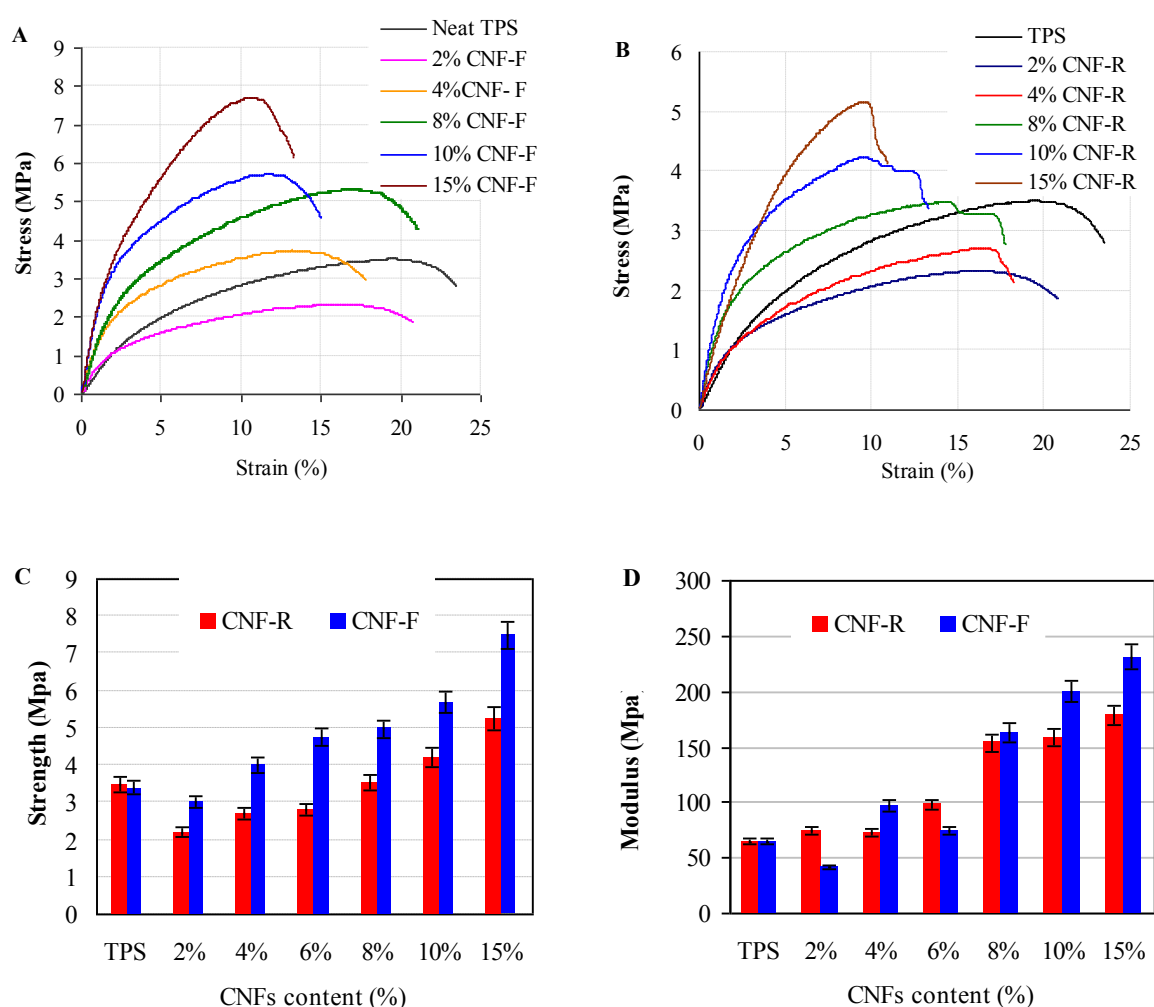 A
Neat TPS
2% CNF-F
4%CNF- F
8% CNF-F
10% CNF-F
15% CNF-F
9
8
7
6
5
4
3
2
1
0
Stress (MPa)
0 5 10 15 20 25
Strain (%)
B
TPS
2% CNF-R
4% CNF-R
8% CNF-R
10% CNF-R
15% CNF-R
6
5
4
3
2
1
0
Stress (MPa)
0 5 10 15 20 25
Strain (%)
C
CNF-R CNF-F
9
8
7
6
5
4
3
2
1
0
Strength (Mpa)
TPS 2% 4% 6% 8% 10% 15%
CNFs content (%)
D
CNF-R CNF-F
300
250
200
150
100
50
0
Modulus (Mpa
TPS 2% 4% 6% 8% 10% 15%
CNFs content (%)